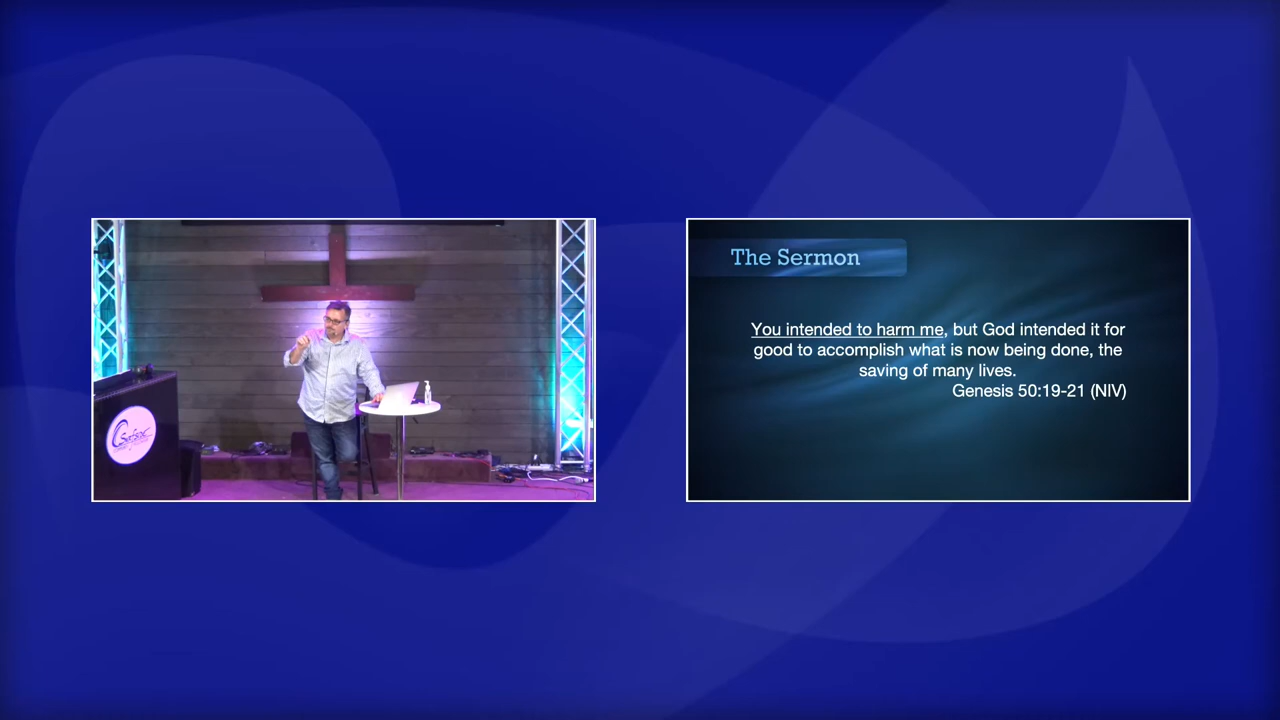 The Sermon
You intended to harm me, but God intended it for
good to accomplish what is now being done, the
saving of many lives.
Genesis 50:19-21 (NIV)